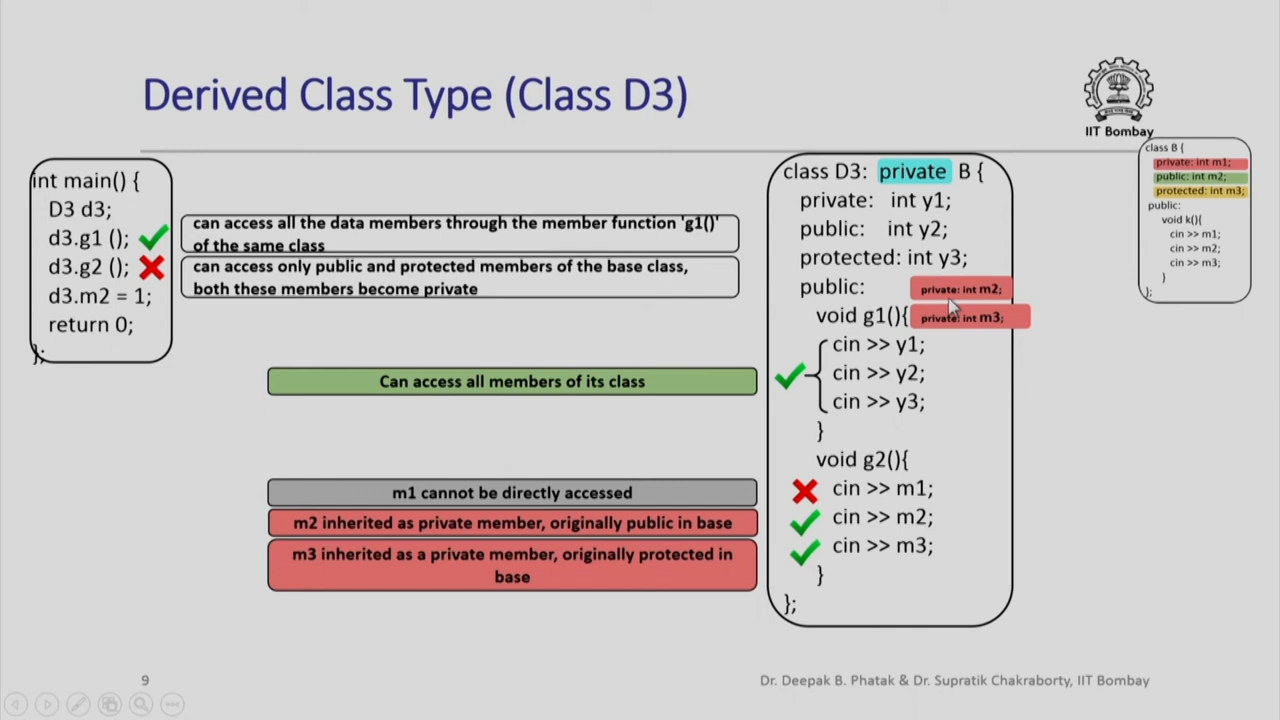 Derived Class Type (Class D3)
IIT Bombay
int main() {
D3 d3;
d3.g1 ();
d3.g2 ();
d3.m2 = 1;
return 0;
};
can access all the data members through the member function 'g1()'
of the same class
can access only public and protected members of the base class,
both these members become private
Can access all members of its class
m1 cannot be directly accessed
m2 inherited as private member, originally public in base
m3 inherited as a private member, originally protected in
base
class D3: private B {
private: int y1;
public: int y2;
protected: int y3;
public:
private: int m2;
void g1(){
private: int m3;
cin >> y1;
cin >> y2;
cin >> y3;
}
void g2(){
cin >> m1;
cin >> m2;
cin >> m3;
}
};
class B {
private: int m1;
public: int m2;
protected: int m3;
public:
void k(){
cin >> m1;
cin >> m2;
cin >> m3;
}
};
9
Dr. Deepak B. Phatak & Dr. Supratik Chakraborty, IIT Bombay